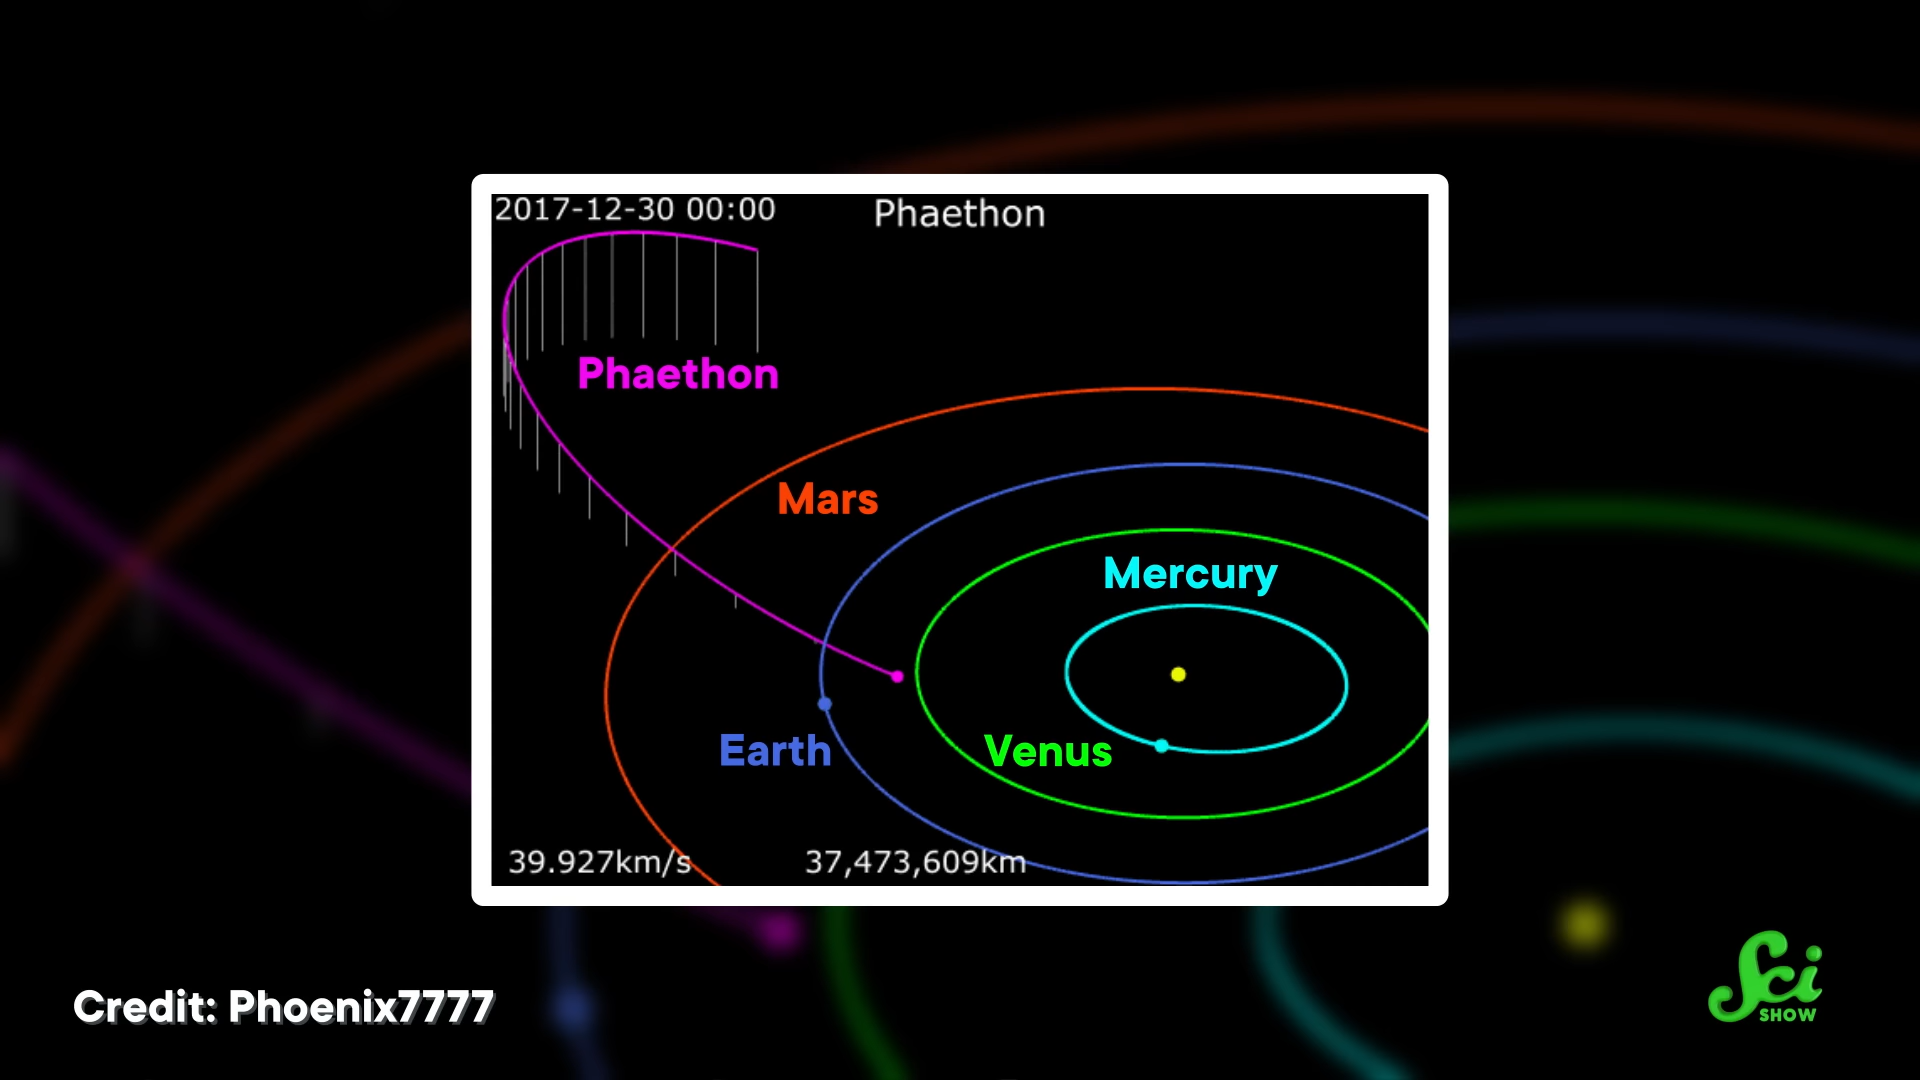 2017-12-30 00:00
Phaethon
Phaethon
Mars
Mercury
Earth
Venus
39.927km/s
37,473,609km
Credit: Phoenix7777
Sci
SHOW